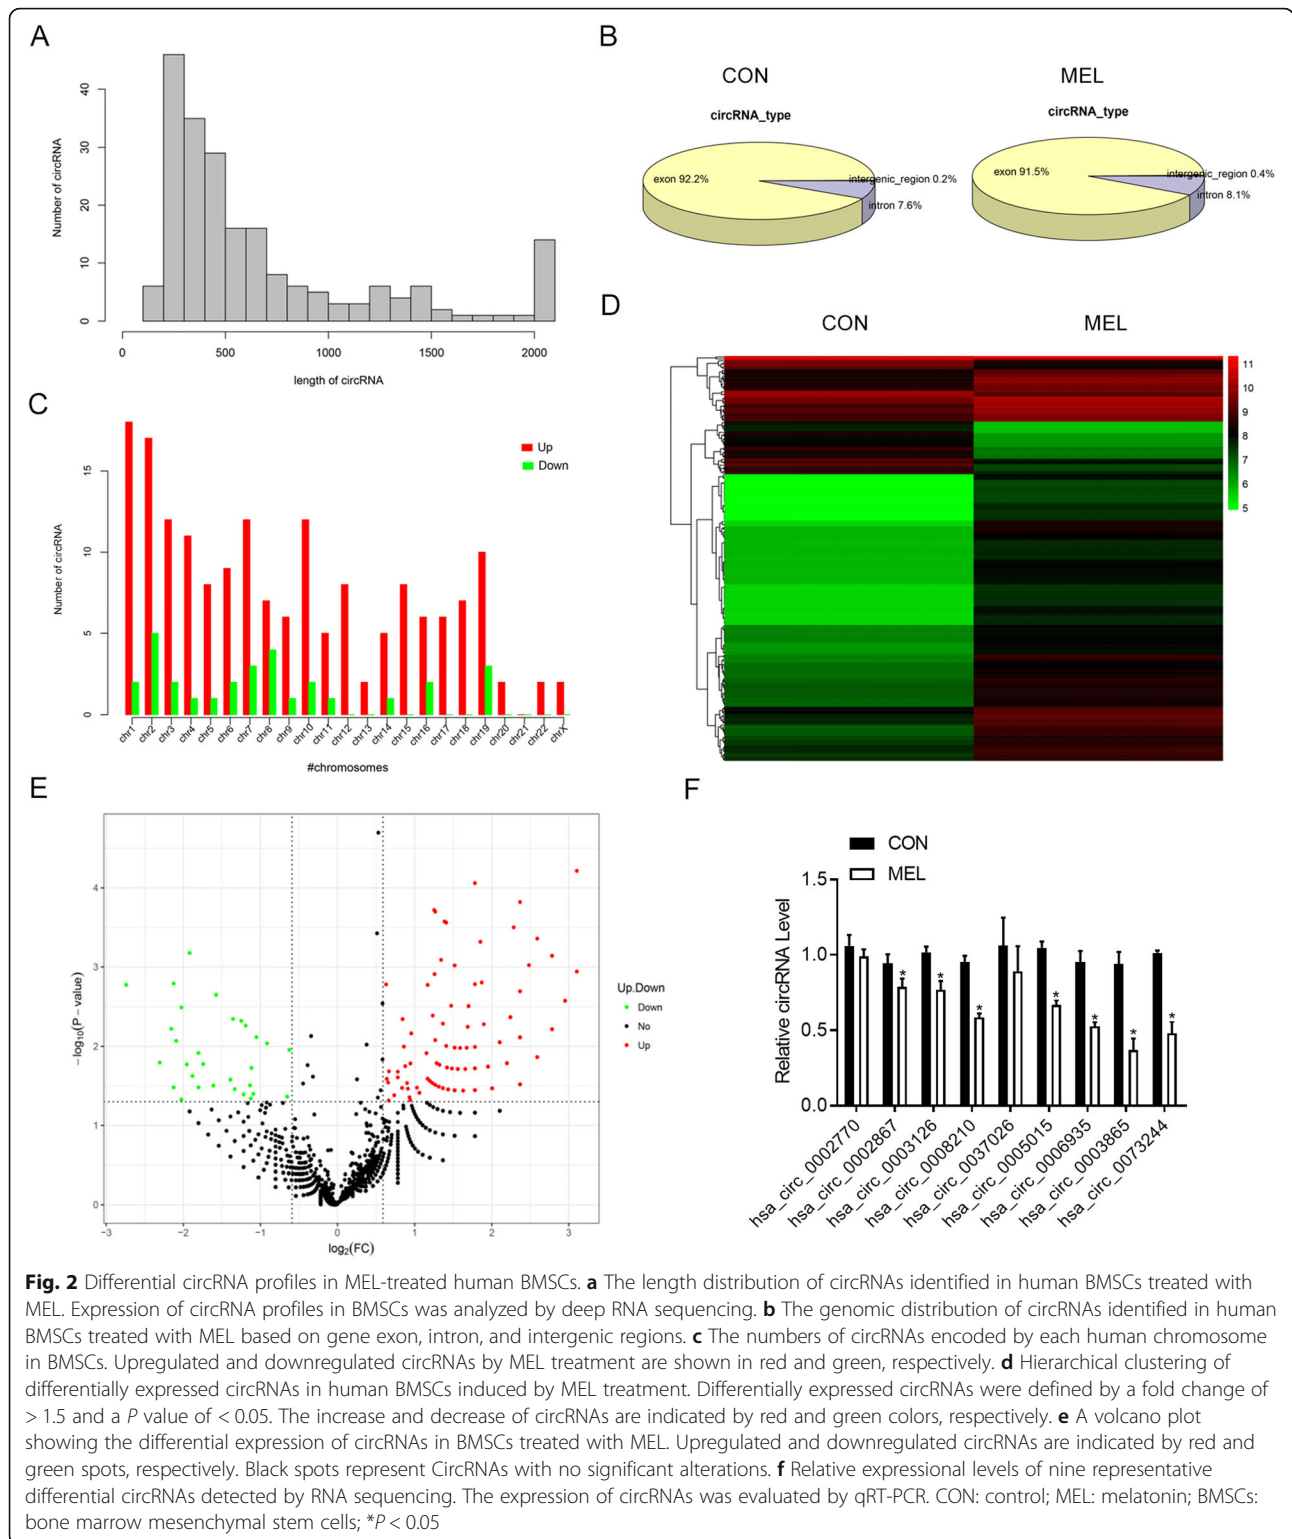 A
Number of circRNA
0
10
20
30
40
0
500
1000
1500
2000
length of circRNA
B
CON
MEL
circRNA_type
circRNA_type
exon 92.2%
intergenic_region 0.2%
intron 7.6%
exon 91.5%
intergenic_region 0.4%
intron 8.1%
C
Up
Down
Number of circRNA
0
5
10
15
chr1
chr2
chr3
chr4
chr5
chr6
chr7
chr8
chr9
chr10
chr11
chr12
chr13
chr14
chr15
chr16
chr17
chr18
chr19
chr20
chr21
chr22
chrX
#chromosomes
D
CON
MEL
11
10
9
8
7
6
5
E
−log10(P−value)
4
3
2
1
0
−3
−2
−1
0
1
2
3
log2(FC)
Up.Down
Down
No
Up
F
CON
MEL
Relative circRNA Level
1.5
1.0
0.5
0.0
*
*
*
*
*
*
*
hsa_circ_0002770
hsa_circ_0002867
hsa_circ_0003126
hsa_circ_0008210
hsa_circ_0037026
hsa_circ_0005015
hsa_circ_0006935
hsa_circ_0003865
hsa_circ_0073244
Fig. 2 Differential circRNA profiles in MEL-treated human BMSCs. a The length distribution of circRNAs identified in human BMSCs treated with
MEL. Expression of circRNA profiles in BMSCs was analyzed by deep RNA sequencing. b The genomic distribution of circRNAs identified in human
BMSCs treated with MEL based on gene exon, intron, and intergenic regions. c The numbers of circRNAs encoded by each human chromosome
in BMSCs. Upregulated and downregulated circRNAs by MEL treatment are shown in red and green, respectively. d Hierarchical clustering of
differentially expressed circRNAs in human BMSCs induced by MEL treatment. Differentially expressed circRNAs were defined by a fold change of
> 1.5 and a P value of < 0.05. The increase and decrease of circRNAs are indicated by red and green colors, respectively. e A volcano plot
showing the differential expression of circRNAs in BMSCs treated with MEL. Upregulated and downregulated circRNAs are indicated by red and
green spots, respectively. Black spots represent CircRNAs with no significant alterations. f Relative expressional levels of nine representative
differential circRNAs detected by RNA sequencing. The expression of circRNAs was evaluated by qRT-PCR. CON: control; MEL: melatonin; BMSCs:
bone marrow mesenchymal stem cells; *P < 0.05